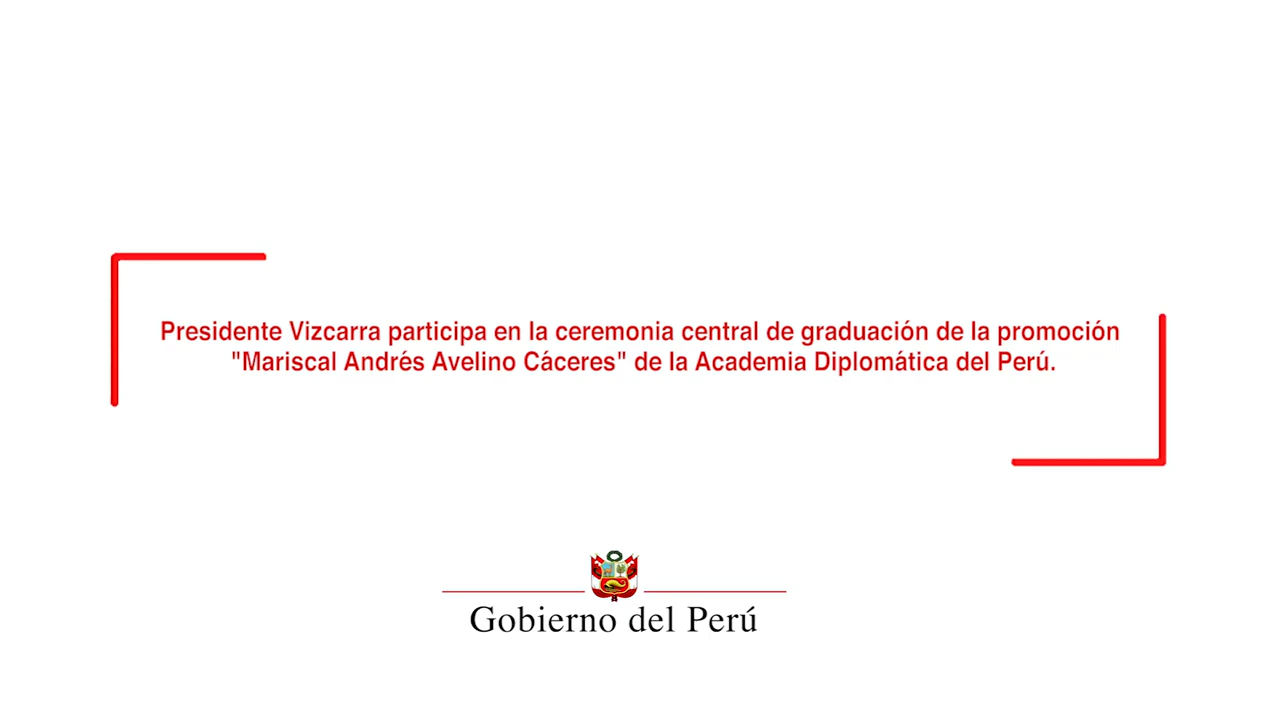 Presidente Vizcarra participa en la ceremonia central de graduación de la promoción
"Mariscal Andrés Avelino Cáceres" de la Academia Diplomática del Perú.
Gobierno del Perú